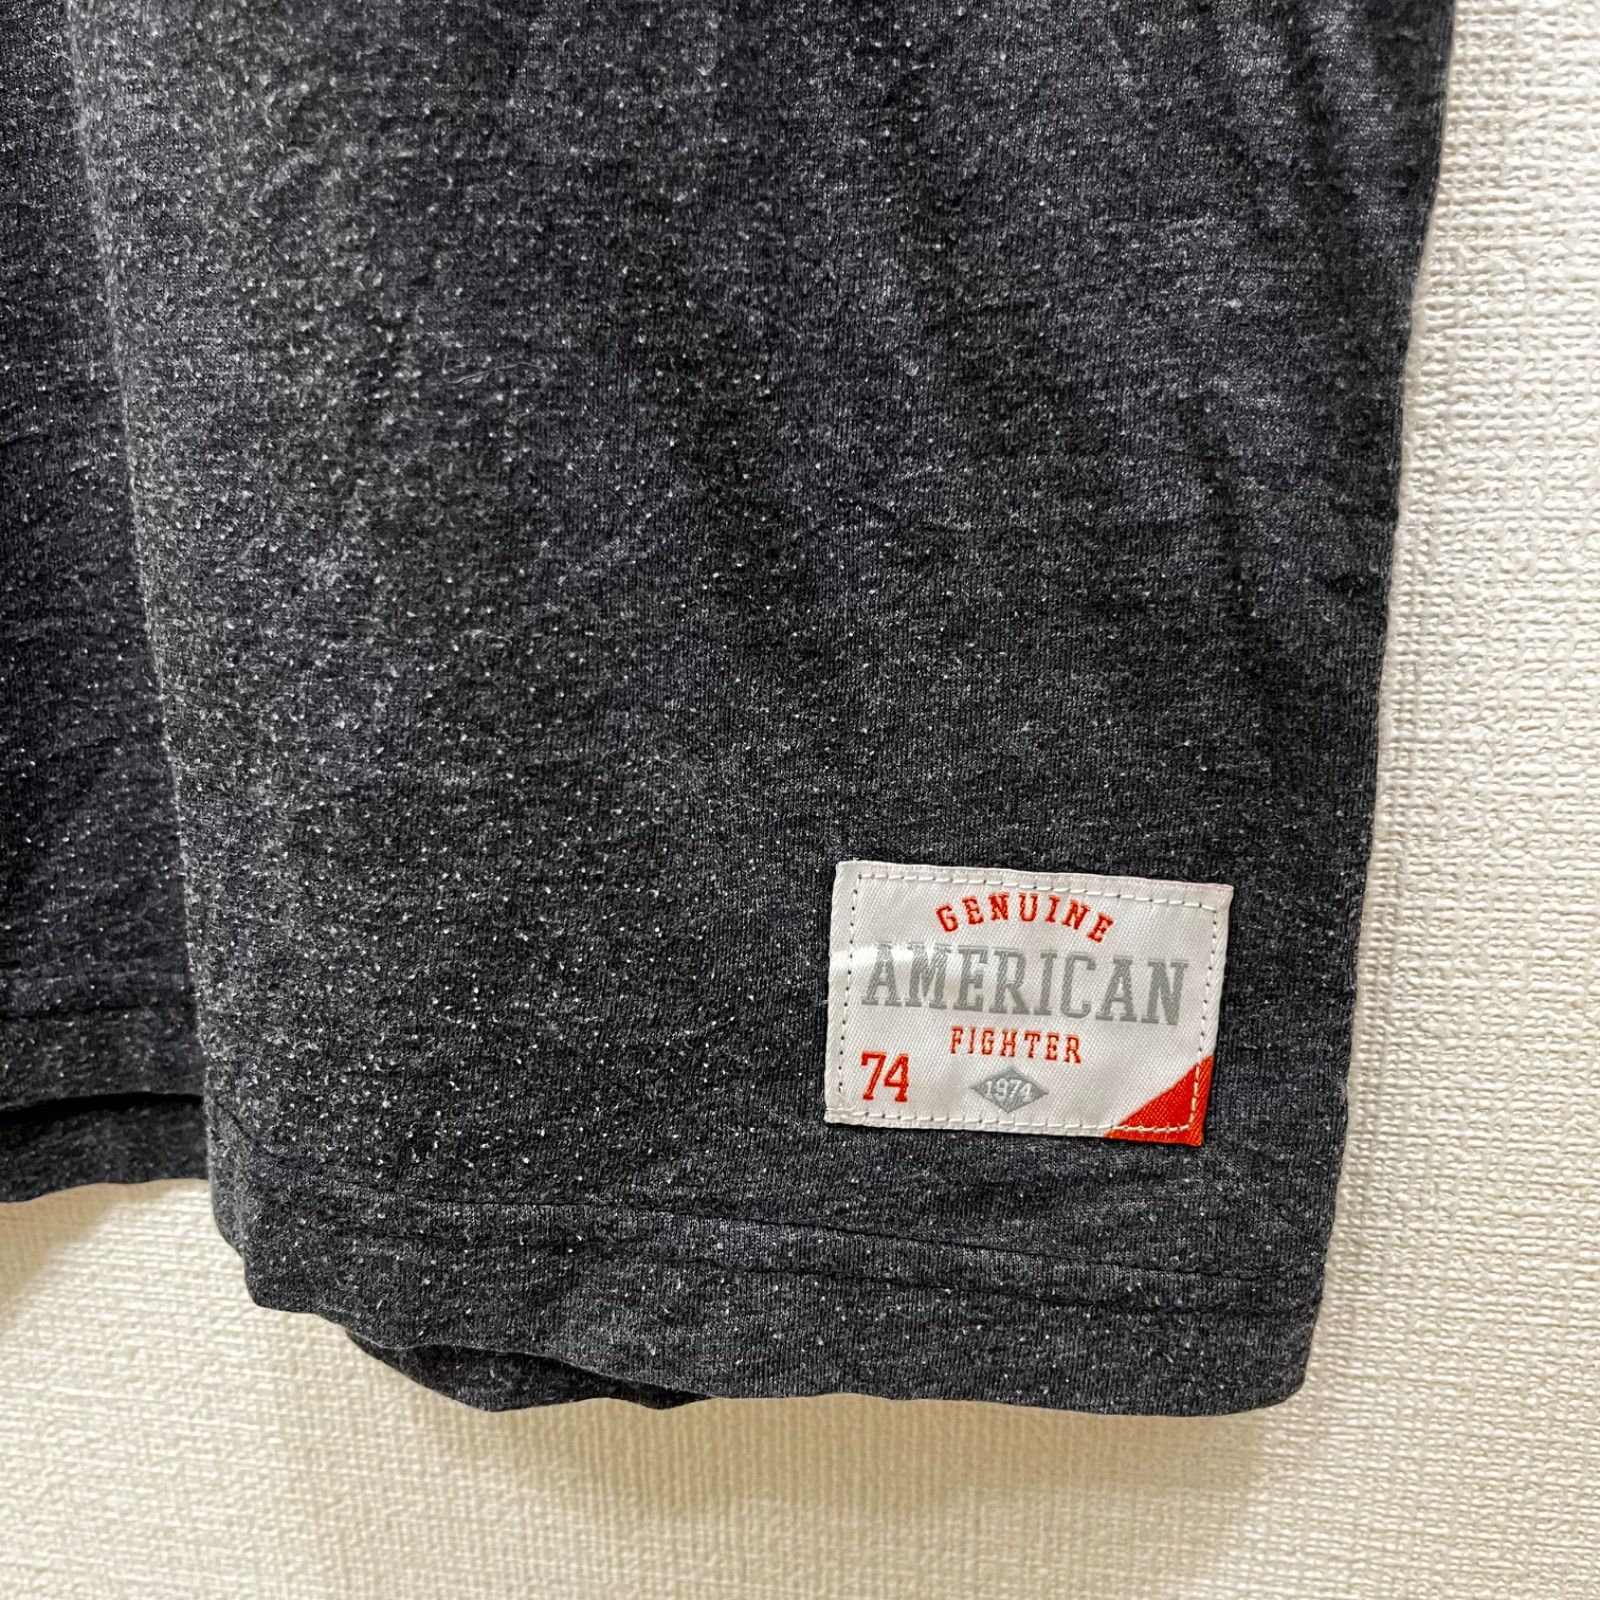 GENUINE
AMERICAN
FIGHTER
74
1974